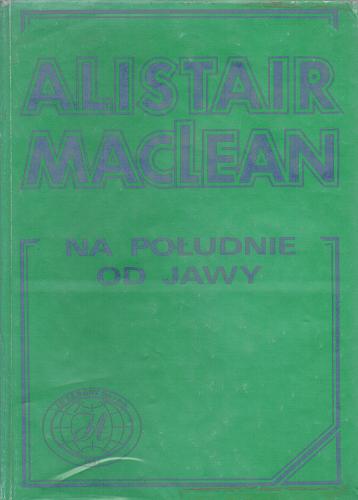 ALISTAIR
MACLEAN
NA POŁUDNIE
OD JAWY